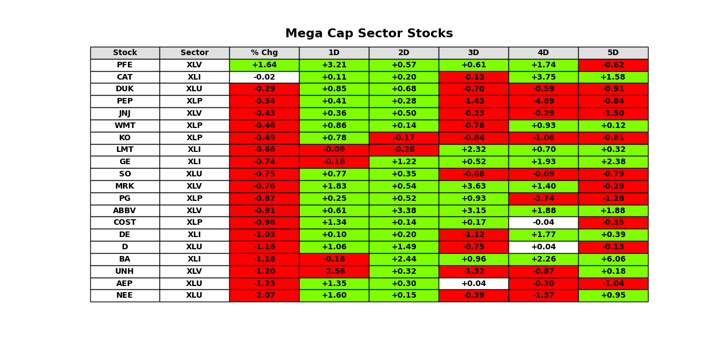 Mega Cap Sector Stocks
Stock Sector % Chg 1D 2D 3D 4D 5D
PFE XLV +1.64 +3.21 +0.57 +0.61 +1.74 -0.62
CAT XLI -0.02 +0.11 +0.20 -0.13 +3.75 +1.58
DUK XLU -0.29 +0.85 +0.68 -0.70 -0.59 -0.91
PEP XLP -0.34 +0.41 +0.28 -1.43 -4.89 -0.84
JNJ XLV -0.43 +0.36 +0.50 -0.23 -0.29 -1.50
WMT XLP -0.46 +0.86 +0.14 -0.78 +0.93 +0.12
KO XLP -0.49 +0.78 -0.17 -0.84 -1.06 -0.81
LMT XLI -0.66 -0.09 -0.28 +2.32 +0.70 +0.32
GE XLI -0.74 -0.18 +1.22 +0.52 +1.93 +2.38
SO XLU -0.75 +0.77 +0.35 -0.68 -0.09 -0.79
MRK XLV -0.76 +1.83 +0.54 +3.63 +1.40 -0.29
PG XLP -0.87 +0.25 +0.52 +0.93 -3.74 -1.28
ABBV XLV -0.91 +0.61 +3.38 +3.15 +1.88 +1.88
COST XLP -0.98 +1.34 +0.14 +0.17 -0.04 -0.35
DE XLI -1.03 +0.10 +0.20 -1.12 +1.77 +0.39
D XLU -1.16 +1.06 +1.49 -0.75 +0.04 -0.13
BA XLI -1.16 -0.16 +2.44 +0.96 +2.26 +6.06
UNH XLV -1.20 -2.56 +0.32 -1.32 -0.87 +0.18
AEP XLU -1.23 +1.35 +0.30 +0.04 -0.30 -1.04
NEE XLU -2.07 +1.60 +0.15 -0.39 -1.37 +0.95